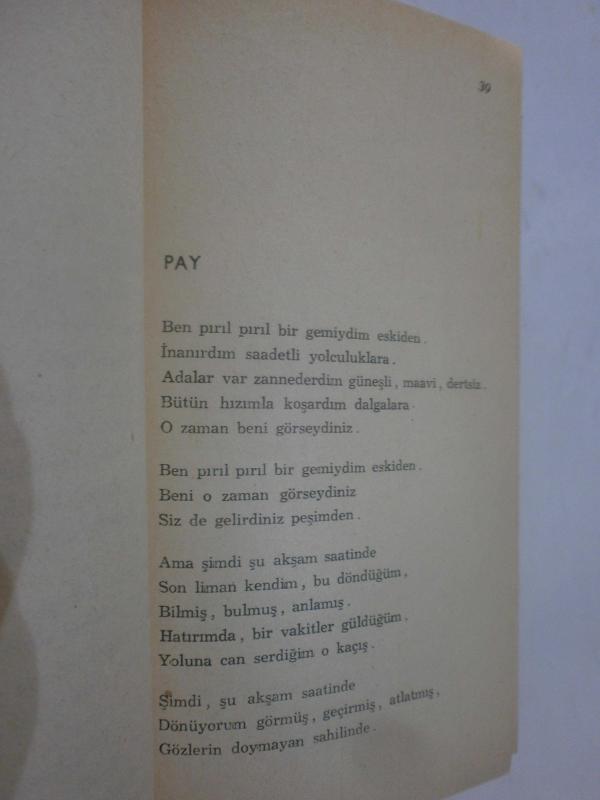 39
PAY
Ben pırıl pırıl bir gemiydim eskiden.
İnanırdım saadetli yolculuklara.
Adalar var zannederdim güneşli, maavi, dertsiz.
Bütün hızımla koşardım dalgalara.
O zaman beni görseydiniz.
Ben pırıl pırıl bir gemiydim eskiden.
Beni o zaman görseydiniz
Siz de gelirdiniz peşimden.
Ama şimdi şu akşam saatinde
Son liman kendim, bu döndüğüm,
Bilmiş, bulmuş, anlamış.
Hatırımda, bir vakitler güldüğüm.
Yoluna can serdiğim o kaçış.
Şimdi, şu akşam saatinde
Dönüyorum görmüş, geçirmiş, atlatmış,
Gözlerin doymayan sahilinde.